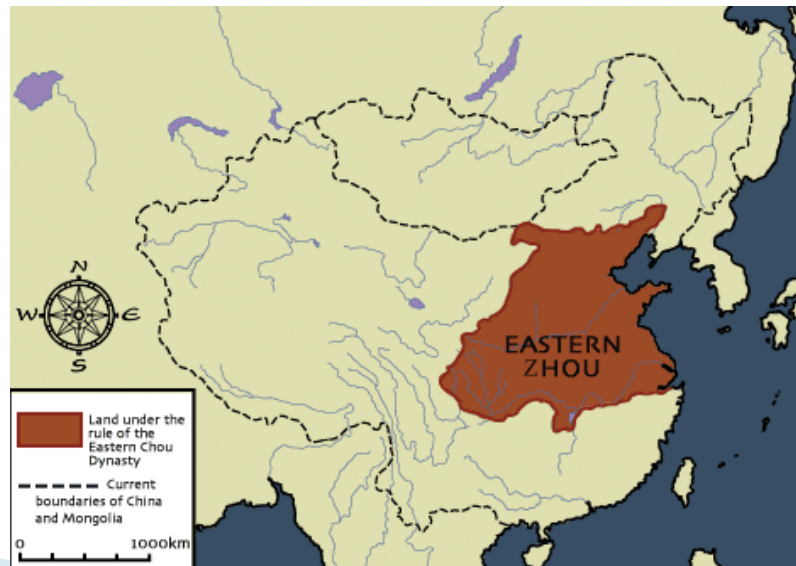 EASTERN
ZHOU
N
W
E
S
Land under the
rule of the
Eastern Chou
Dynasty
Current
boundaries of China
and Mongolia
0 1000km